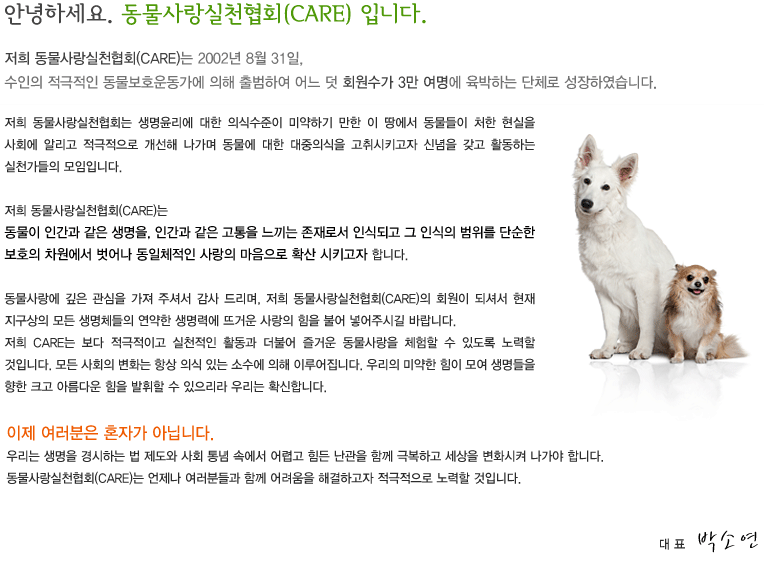 안녕하세요. 동물사랑실천협회(CARE) 입니다.
저희 동물사랑실천협회(CARE)는 2002년 8월 31일,
수인의 적극적인 동물보호운동가에 의해 출범하여 어느 덧 회원수가 3만 여명에 육박하는 단체로 성장하였습니다.
저희 동물사랑실천협회는 생명윤리에 대한 의식수준이 미약하기 만한 이 땅에서 동물들이 처한 현실을
사회에 알리고 적극적으로 개선해 나가며 동물에 대한 대중의식을 고취시키고자 신념을 갖고 활동하는
실천가들의 모임입니다.
저희 동물사랑실천협회(CARE)는
동물이 인간과 같은 생명을, 인간과 같은 고통을 느끼는 존재로서 인식되고 그 인식의 범위를 단순한
보호의 차원에서 벗어나 동일체적인 사랑의 마음으로 확산 시키고자 합니다.
동물사랑에 깊은 관심을 가져 주셔서 감사 드리며, 저희 동물사랑실천협회(CARE)의 회원이 되셔서 현재
지구상의 모든 생명체들의 연약한 생명력에 뜨거운 사랑의 힘을 불어 넣어주시길 바랍니다.
저희 CARE는 보다 적극적이고 실천적인 활동과 더불어 즐거운 동물사랑을 체험할 수 있도록 노력할
것입니다. 모든 사회의 변화는 항상 의식 있는 소수에 의해 이루어집니다. 우리의 미약한 힘이 모여 생명들을
향한 크고 아름다운 힘을 발휘할 수 있으리라 우리는 확신합니다.
이제 여러분은 혼자가 아닙니다.
우리는 생명을 경시하는 법 제도와 사회 통념 속에서 어렵고 힘든 난관을 함께 극복하고 세상을 변화시켜 나가야 합니다.
동물사랑실천협회(CARE)는 언제나 여러분들과 함께 어려움을 해결하고자 적극적으로 노력할 것입니다.
대 표 박소연